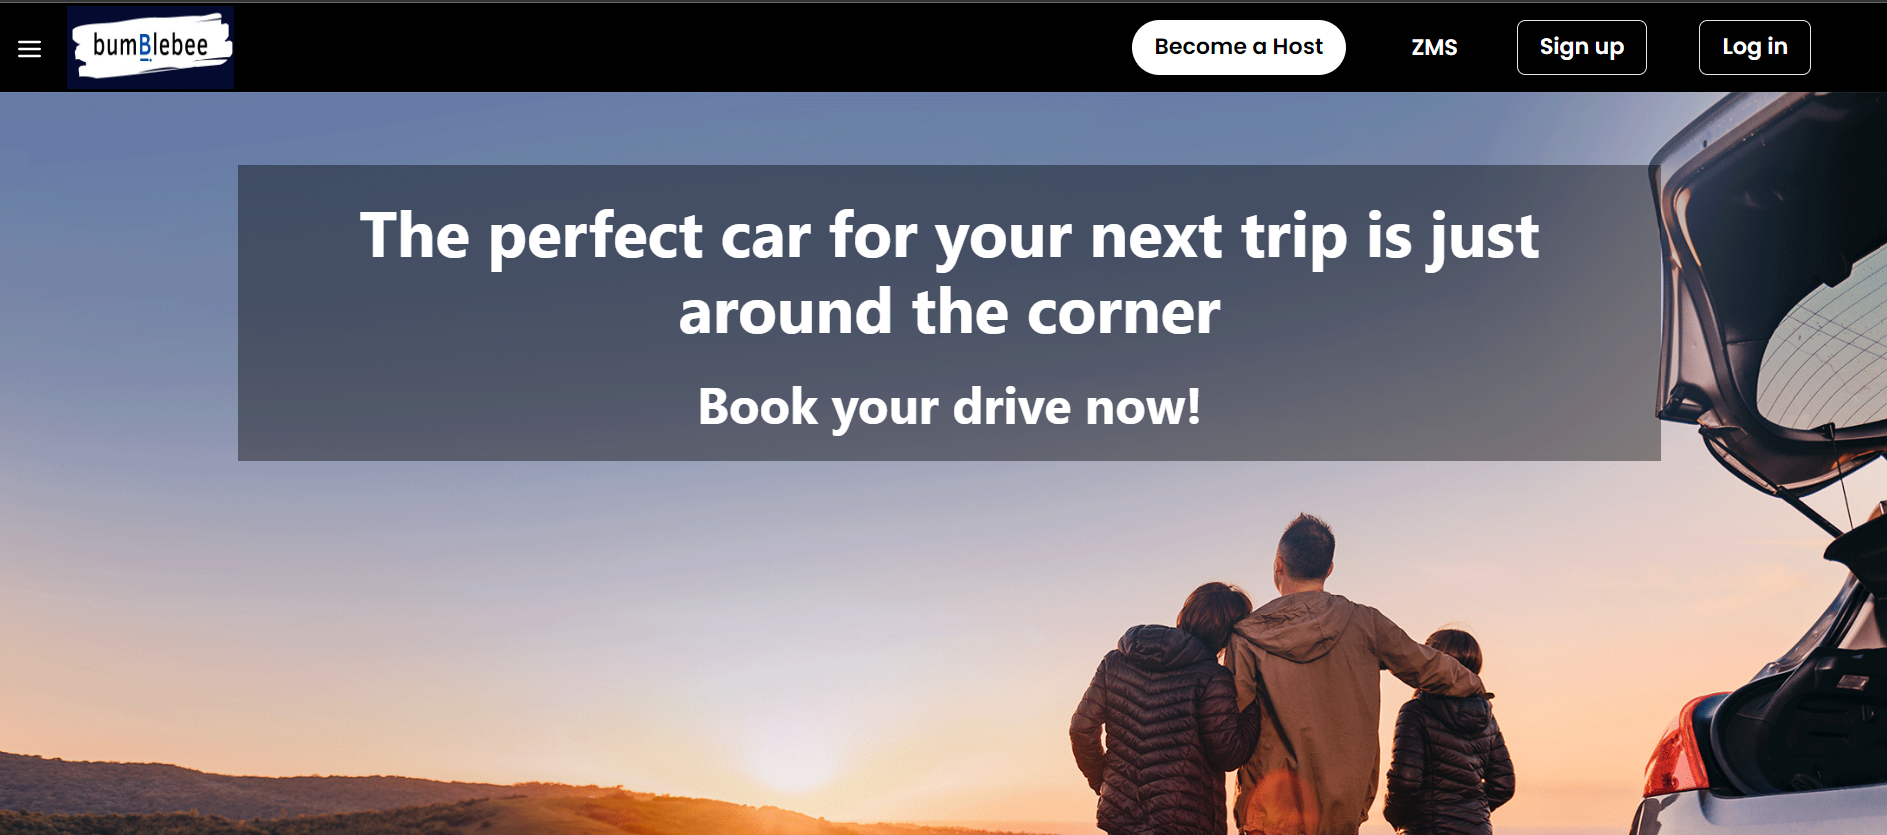 bumBlebee
Become a Host
ZMS
Sign up
Log in
The perfect car for your next trip is just
around the corner
Book your drive now!